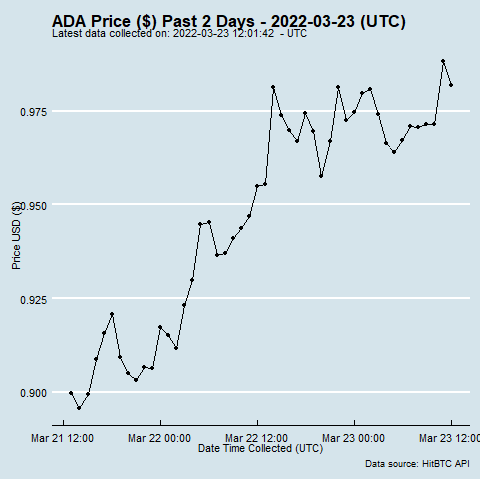 ADA Price ($) Past 2 Days - 2022-03-23 (UTC)
Latest data collected on: 2022-03-23 12:01:42 - UTC
0.975
0.950
Price USD ($)
0.925
0.900
Mar 21 12:00 Mar 22 00:00 Mar 22 12:00 Mar 23 00:00 Mar 23 12:00
Date Time Collected (UTC)
Data source: HitBTC API